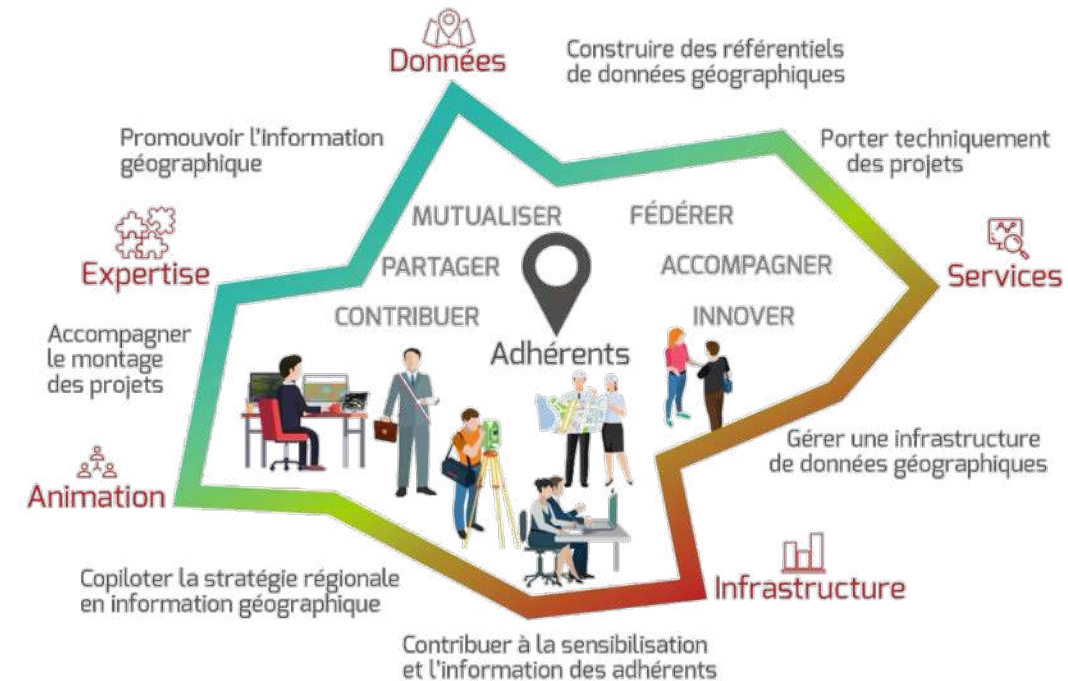 Données
Construire des référentiels
de données géographiques
Promouvoir l'information
géographique
Porter techniquement
des projets
MUTUALISER
FÉDÉRER
Expertise
PARTAGER
ACCOMPAGNER
Services
CONTRIBUER
INNOVER
Accompagner
le montage
des projets
Adhérents
Gérer une infrastructure
de données géographiques
Animation
Copiloter la stratégie régionale
en information géographique
Infrastructure
Contribuer à la sensibilisation
et l'information des adhérents